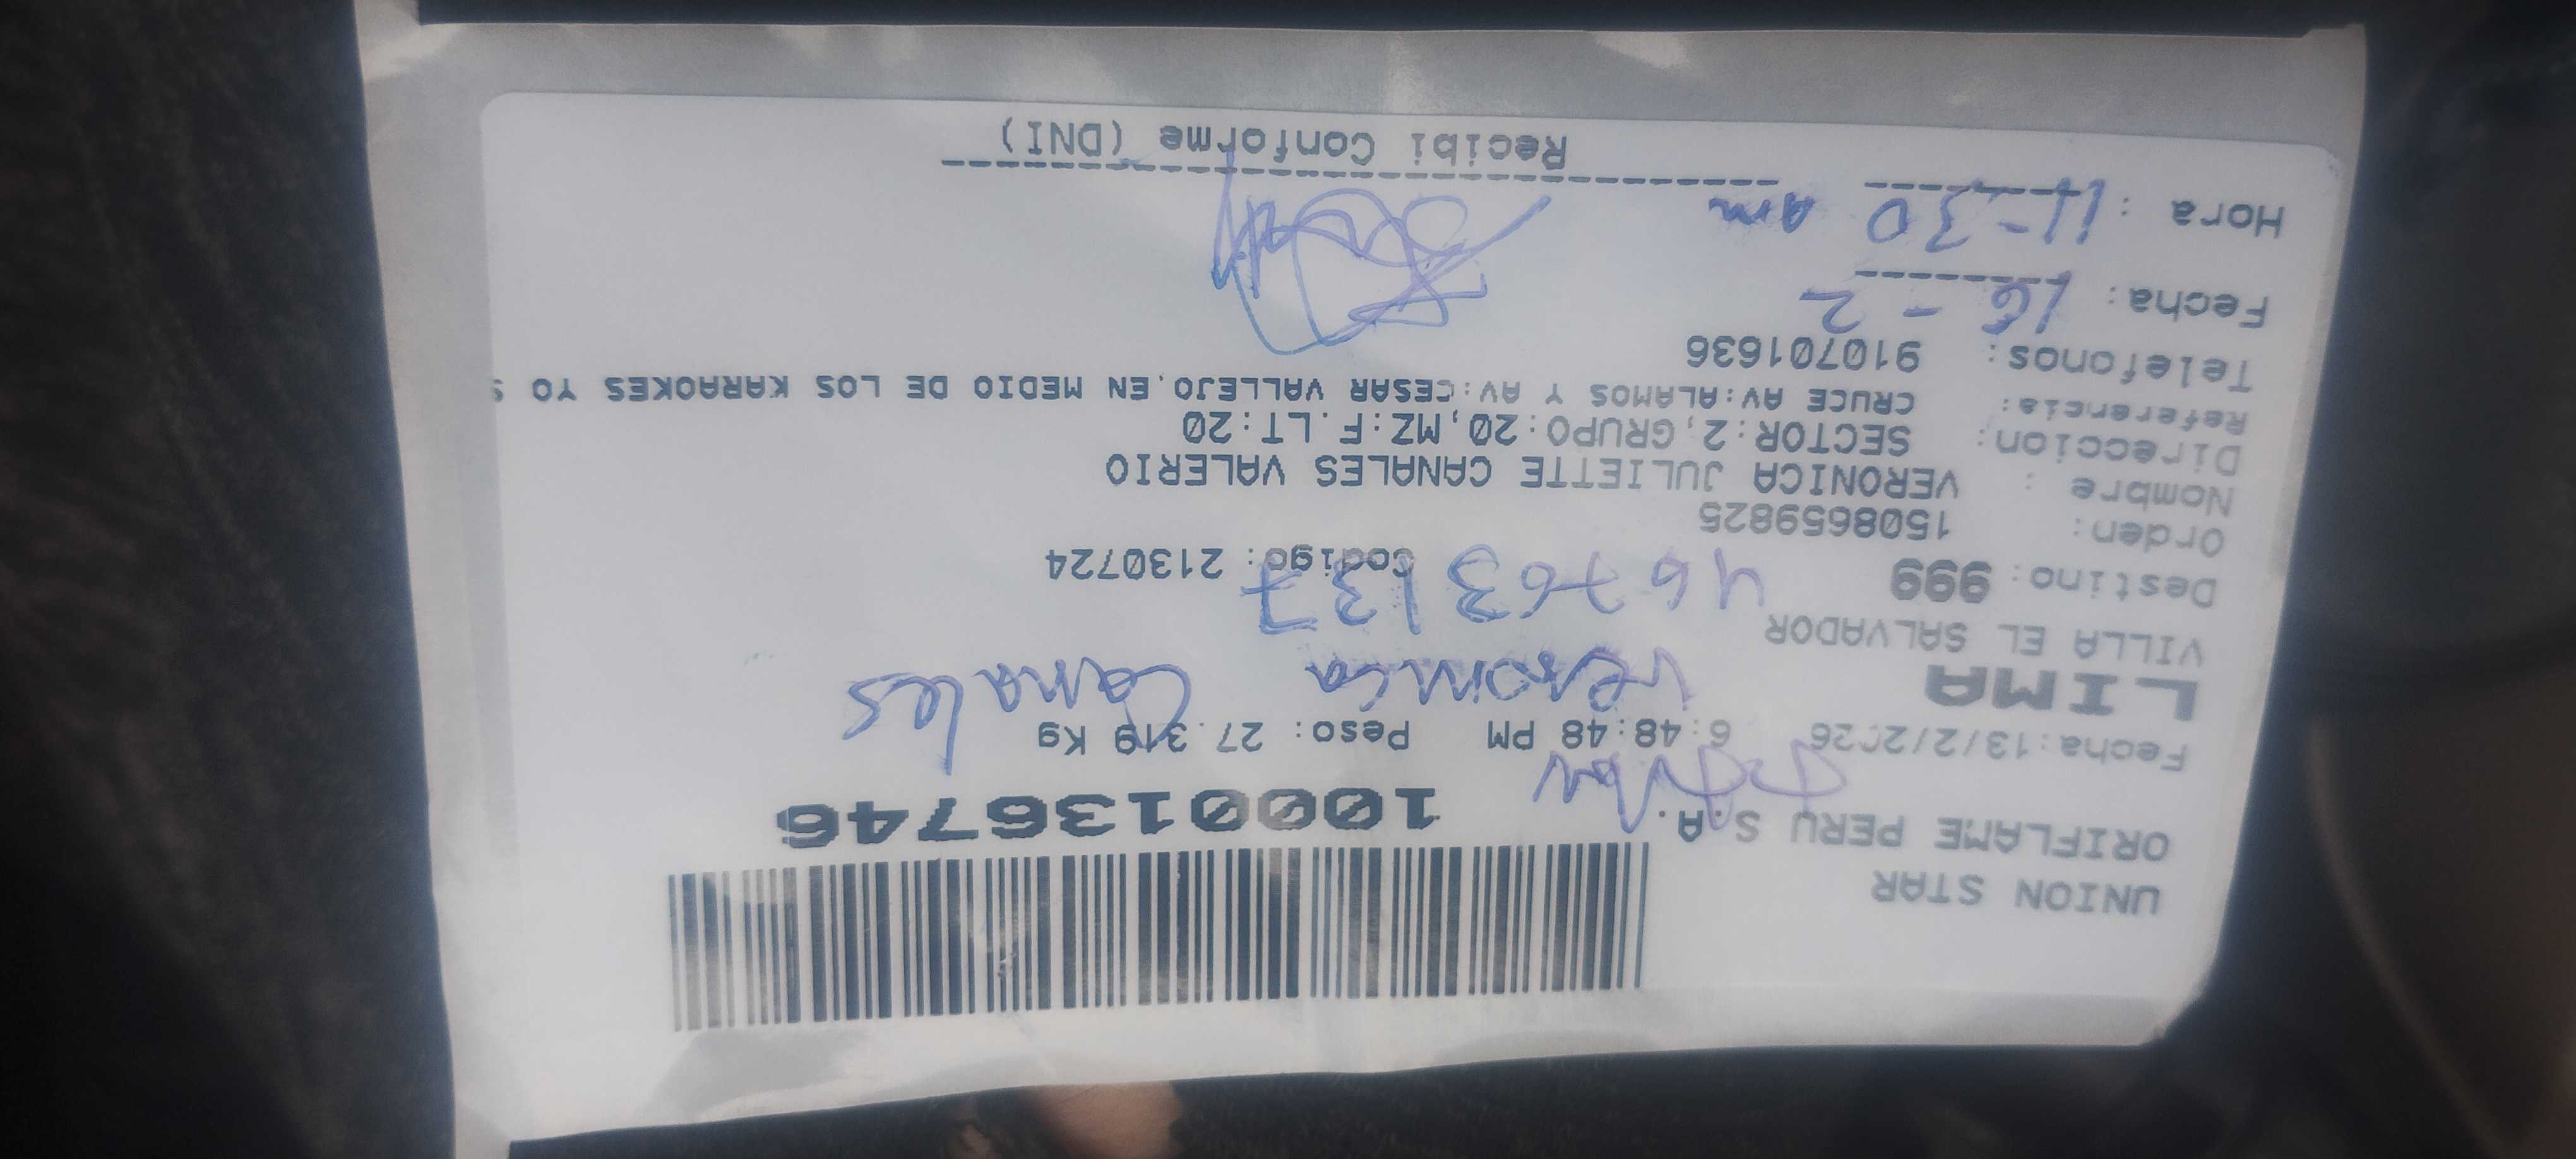 UNION STAR
ORIFLAME PERU S.A.
1000136746
Fecha:13/2/2026 6:48:48 PM Peso: 27.319 Kg
LIMA
Veronica Canales
VILLA EL SALVADOR
46763137
Destino: 999 Codigo: 2130724
Orden: 1508659825
Nombre : VERONICA JULIETTE CANALES VALERIO
Direccion: SECTOR:2,GRUPO:20,MZ:F.LT:20
Referencia: CRUCE AV:ALAMOS Y AV:CESAR VALLEJO,EN MEDIO DE LOS KARAOKES YO S
Telefonos: 910701636
Fecha: 16 - 2
Hora : 11-30 am
Recibi Conforme (DNI)